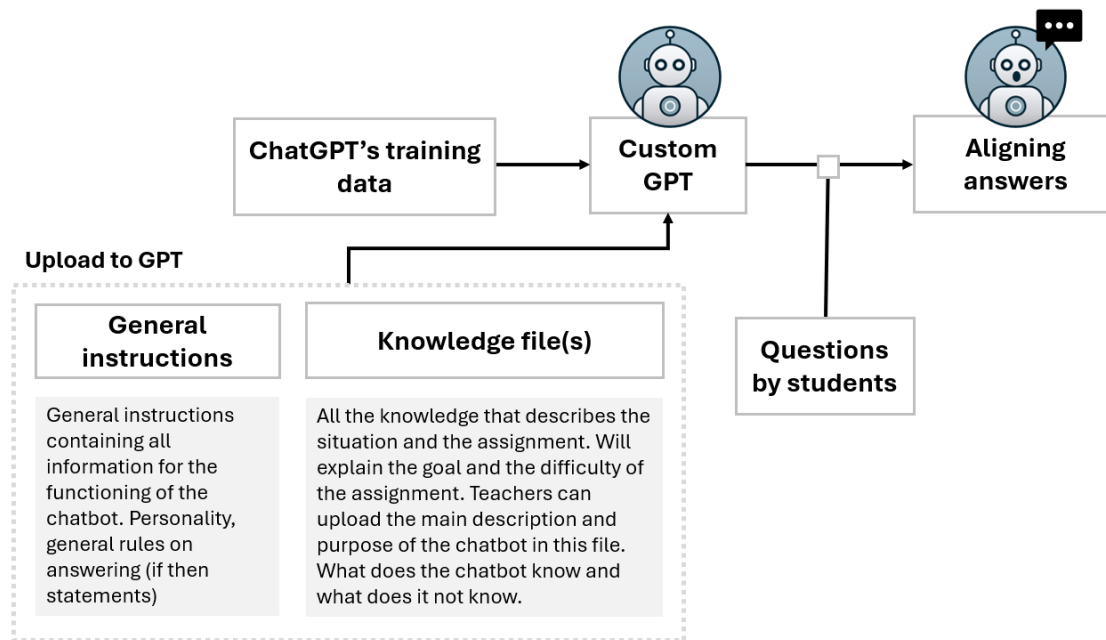 ChatGPT's training
data
Custom
GPT
Aligning
answers
Upload to GPT
General
instructions
Knowledge file(s)
Questions
by students
General instructions
containing all
information for the
functioning of the
chatbot. Personality,
general rules on
answering (if then
statements)
All the knowledge that describes the
situation and the assignment. Will
explain the goal and the difficulty of
the assignment. Teachers can
upload the main description and
purpose of the chatbot in this file.
What does the chatbot know and
what does it not know.